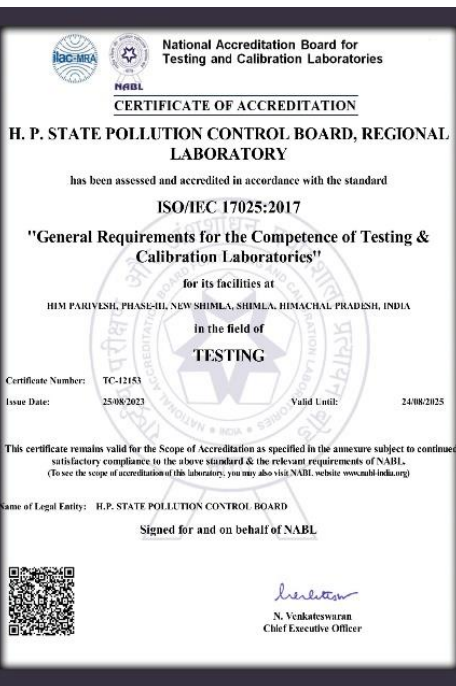 ilac-MRA
NABL
National Accreditation Board for
Testing and Calibration Laboratories
CERTIFICATE OF ACCREDITATION
H. P. STATE POLLUTION CONTROL BOARD, REGIONAL
LABORATORY
has been assessed and accredited in accordance with the standard
ISO/IEC 17025:2017
"General Requirements for the Competence of Testing &
Calibration Laboratories"
for its facilities at
HIM PARIVESH, PHASE-III, NEW SHIMLA, SHIMLA, HIMACHAL PRADESH, INDIA
in the field of
TESTING
Certificate Number: TC-12153
Issue Date: 25/08/2023 Valid Until: 24/08/2025
This certificate remains valid for the Scope of Accreditation as specified in the annexure subject to continued
satisfactory compliance to the above standard & the relevant requirements of NABL.
(To see the scope of accreditation of this laboratory, you may also visit NABL website www.nabl-india.org)
Name of Legal Entity: H.P. STATE POLLUTION CONTROL BOARD
Signed for and on behalf of NABL
N. Venkateswaran
Chief Executive Officer